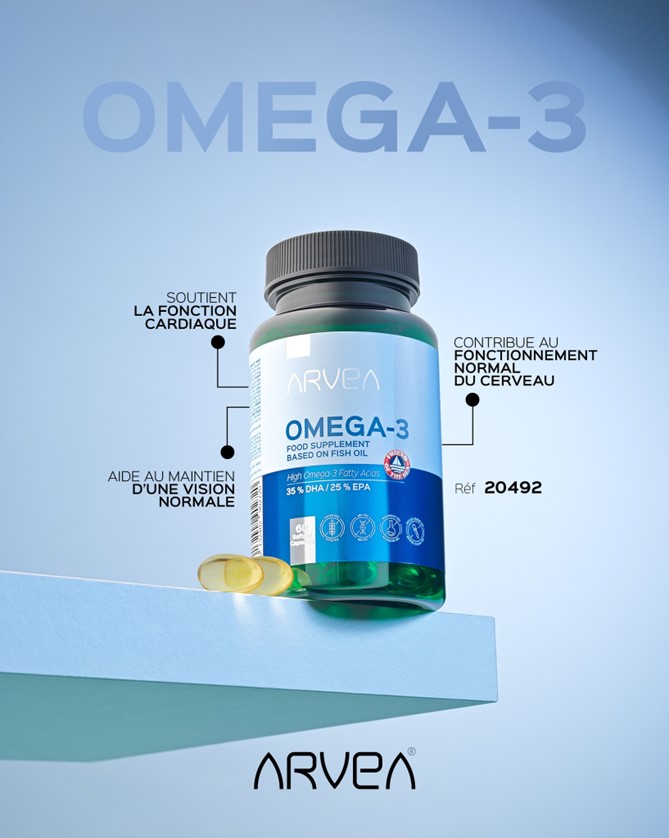 OMEGA-3
SOUTIENT
LA FONCTION
CARDIAQUE
CONTRIBUE AU
FONCTIONNEMENT
NORMAL
DU CERVEAU
AIDE AU MAINTIEN
D'UNE VISION
NORMALE
Réf 20492
ARVEA
OMEGA-3
FOOD SUPPLEMENT
BASED ON FISH OIL
High Omega-3 Fatty Acids
35 % DHA / 25 % EPA
60
ARVEA®